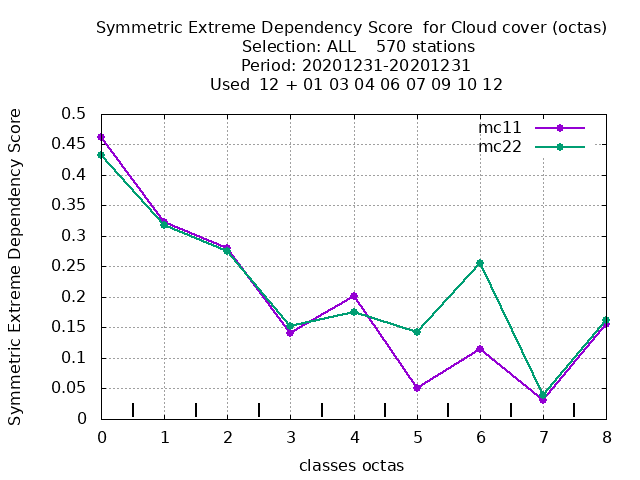 Symmetric Extreme Dependency Score  for Cloud cover (octas)
Selection: ALL    570 stations
Period: 20201231-20201231
Used  12 + 01 03 04 06 07 09 10 12
Symmetric Extreme Dependency Score
0.5
0.45
0.4
0.35
0.3
0.25
0.2
0.15
0.1
0.05
0
mc11
mc22
0 1 2 3 4 5 6 7 8
classes octas